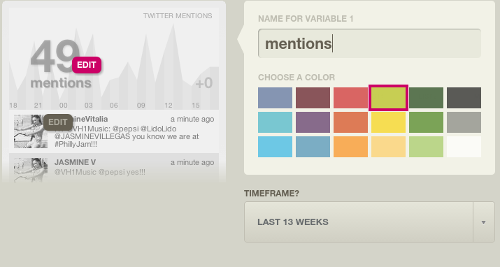 TWITTER MENTIONS
49
EDIT
mentions
+0
18 21 00 03 06 09 12 15
EDIT
a minute ago
VH1Music: @pepsi @LidoLido
@JASMINEVILLEGAS you know we are at
#PhillyJam!!!
JASMINE V a minute ago
@VH1Music @pepsi yes!!!
NAME FOR VARIABLE 1
mentions
CHOOSE A COLOR
TIMEFRAME?
LAST 13 WEEKS